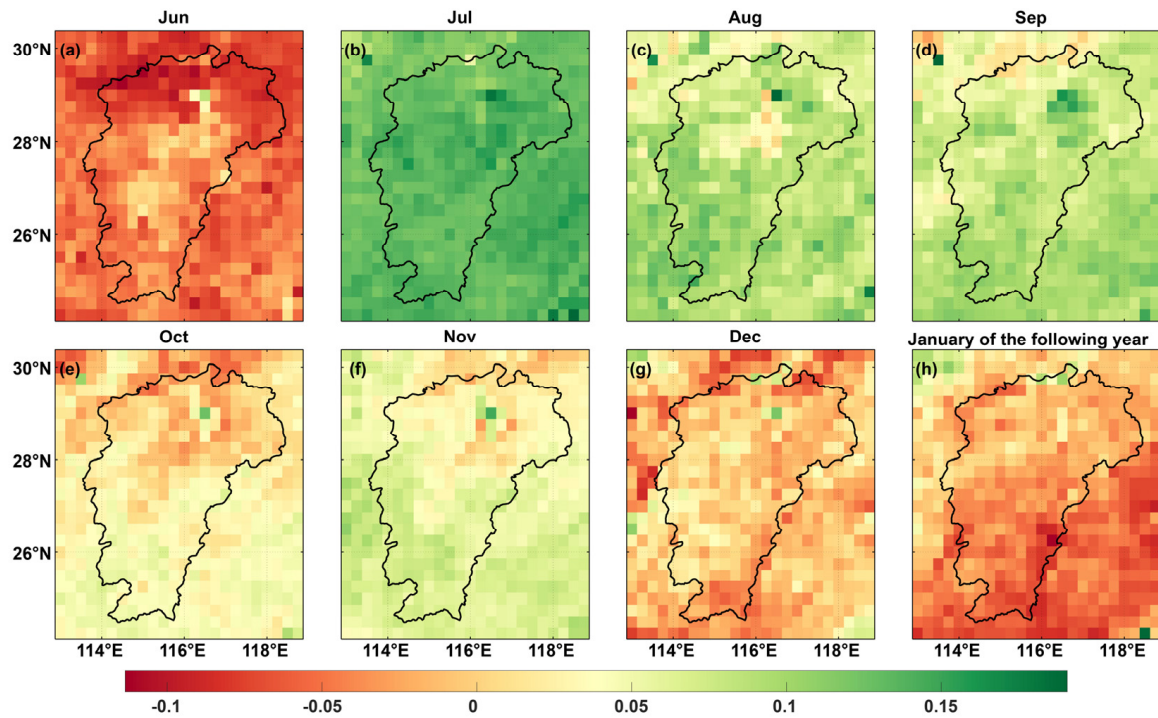 Jun Jul Aug Sep
30°N (a) (b) (c) (d)
28°N
26°N
Oct Nov Dec January of the following year
30°N (e) (f) (g) (h)
28°N
26°N
114°E 116°E 118°E 114°E 116°E 118°E 114°E 116°E 118°E 114°E 116°E 118°E
-0.1 -0.05 0 0.05 0.1 0.15